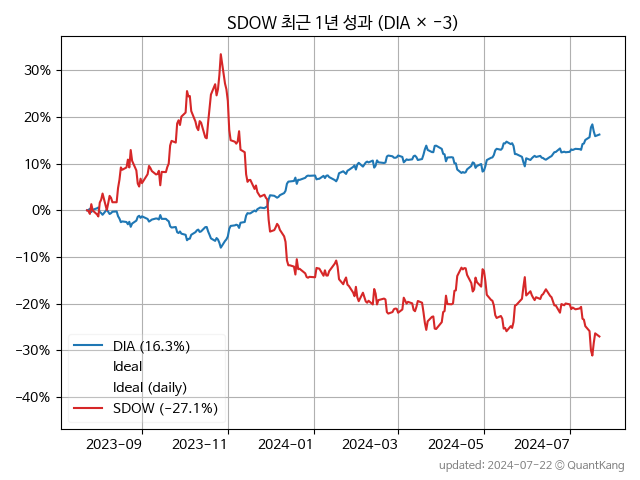 SDOW 최근 1년 성과 (DIA × −3)
30%
20%
10%
0%
−10%
−20%
−30%
−40%
DIA (16.3%)
Ideal
Ideal (daily)
SDOW (−27.1%)
2023−09
2023−11
2024−01
2024−03
2024−05
2024−07
updated: 2024-07-22 © QuantKang